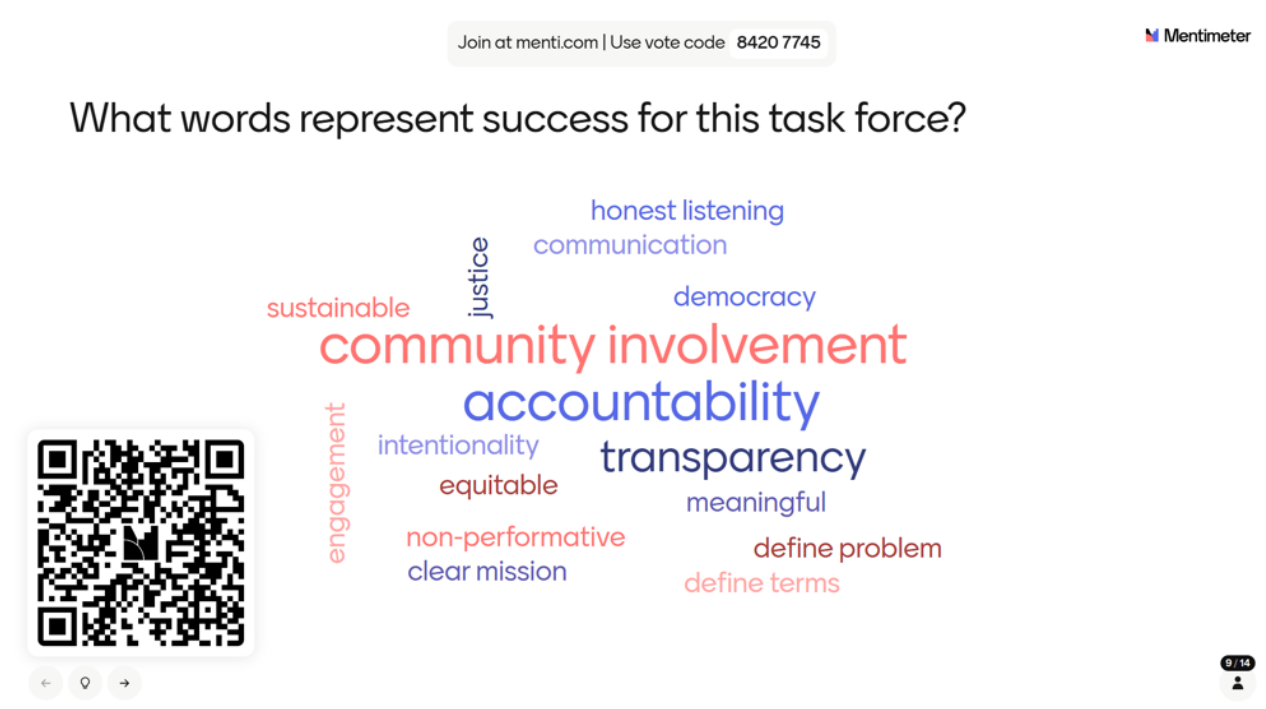 Join at menti.com | Use vote code 8420 7745
Mentimeter
What words represent success for this task force?
honest listening
communication
justice
democracy
sustainable
community involvement
accountability
engagement
intentionality
transparency
equitable
meaningful
non-performative
define problem
clear mission
define terms
9 / 14